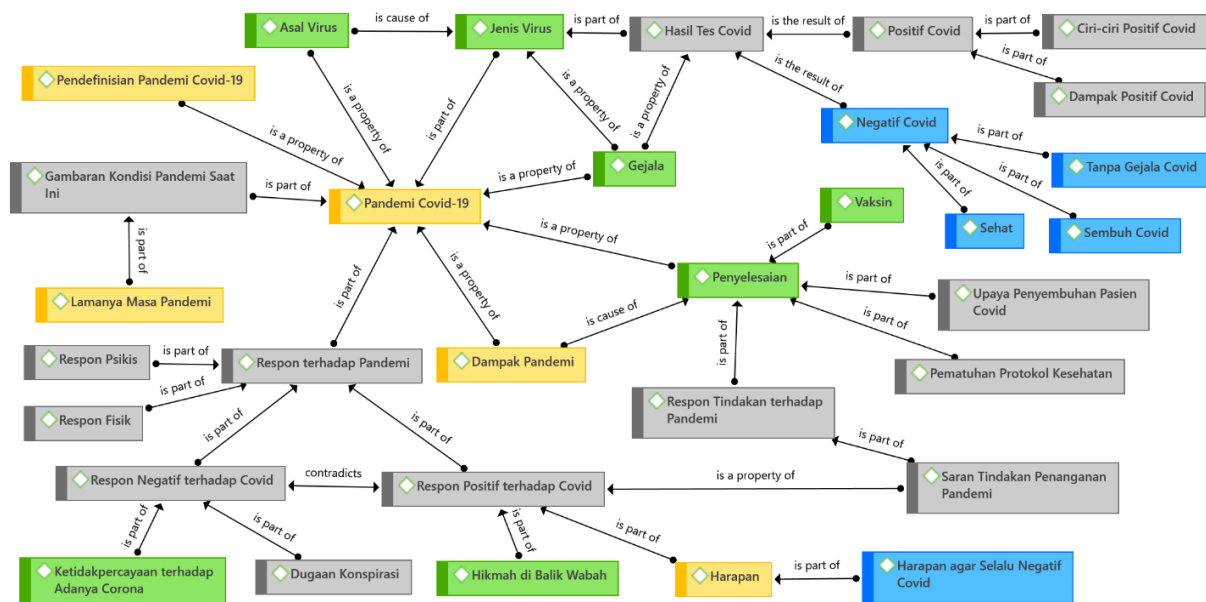 Asal Virus
is cause of
Jenis Virus
is part of
Hasil Tes Covid
is the result of
Positif Covid
is part of
Ciri-ciri Positif Covid
is part of
Dampak Positif Covid
Pendefinisian Pandemi Covid-19
is a property of
is a property of
is part of
is a property of
is a property of
is the result of
Negatif Covid
is part of
Tanpa Gejala Covid
is part of
Sembuh Covid
is part of
Sehat
Gejala
is a property of
Gambaran Kondisi Pandemi Saat
Ini
is part of
Pandemi Covid-19
Vaksin
is part of
is a property of
is part of
Lamanya Masa Pandemi
is part of
is a property of
Penyelesaian
is cause of
is part of
Upaya Penyembuhan Pasien
Covid
is part of
Pematuhan Protokol Kesehatan
Respon Psikis
is part of
Respon terhadap Pandemi
Dampak Pandemi
is part of
Respon Fisik
is part of
Respon Tindakan terhadap
Pandemi
is part of
is part of
is part of
Respon Negatif terhadap Covid
contradicts
Respon Positif terhadap Covid
is a property of
Saran Tindakan Penanganan
Pandemi
is part of
is part of
is part of
is part of
Ketidakpercayaan terhadap
Adanya Corona
Dugaan Konspirasi
Hikmah di Balik Wabah
Harapan
is part of
Harapan agar Selalu Negatif
Covid